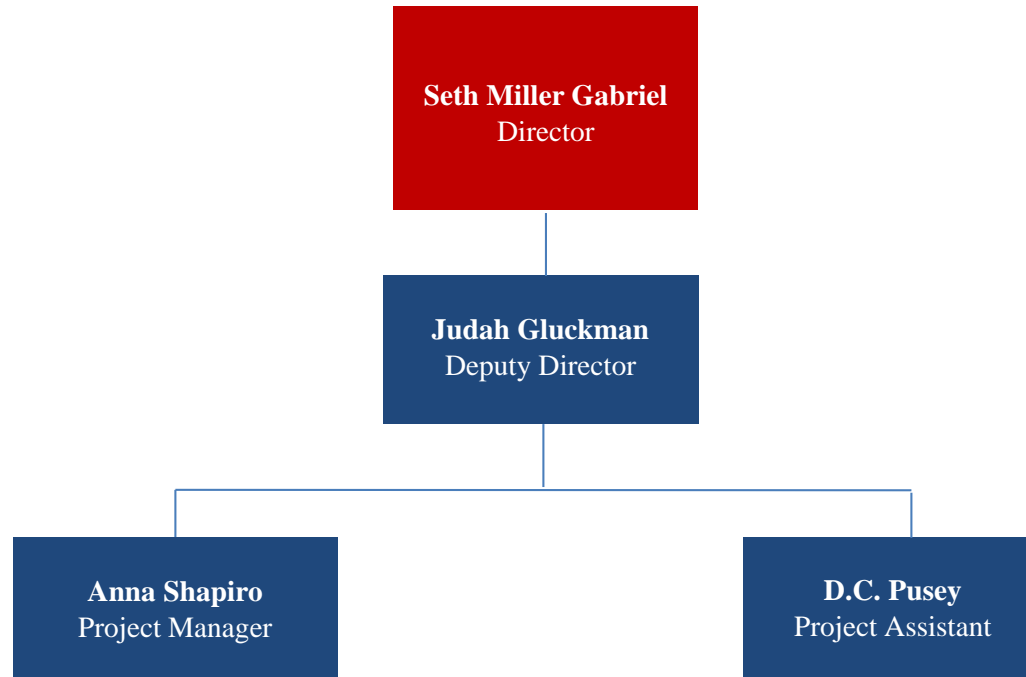 Seth Miller Gabriel
Director
Judah Gluckman
Deputy Director
Anna Shapiro
Project Manager
D.C. Pusey
Project Assistant